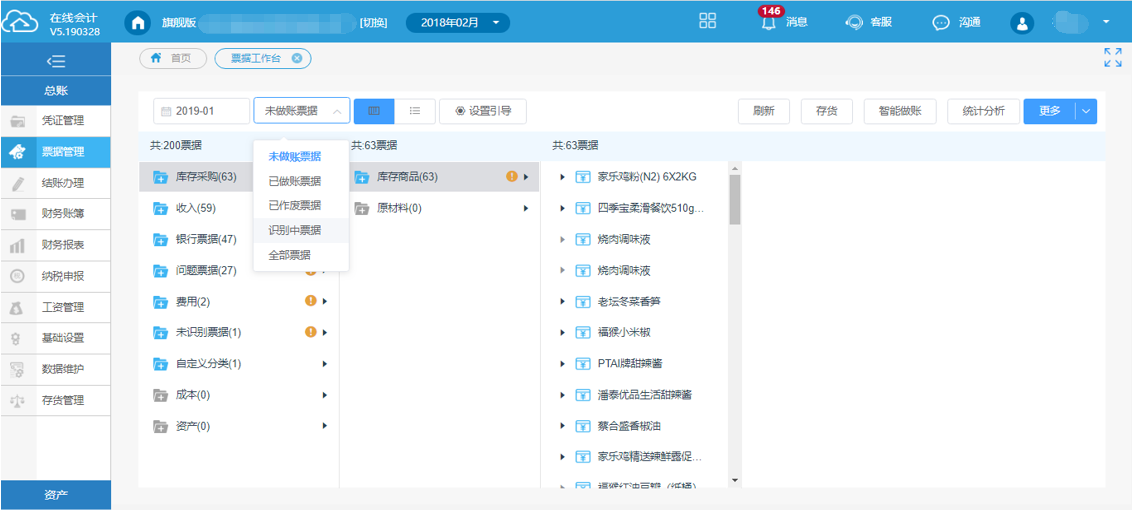 在线会计
V5.190328
旗舰版
[切换]
2018年02月
146
消息
客服
沟通
首页
票据工作台
总账
凭证管理
票据管理
结账办理
财务账簿
财务报表
纳税申报
工资管理
基础设置
数据维护
存货管理
资产
2019-01
未做账票据
设置引导
刷新
存货
智能做账
统计分析
更多
共:200票据
共:63票据
共:63票据
未做账票据
已做账票据
已作废票据
识别中票据
全部票据
库存采购(63)
收入(59)
银行票据(47)
问题票据(27)
费用(2)
未识别票据(1)
自定义分类(1)
成本(0)
资产(0)
库存商品(63)
原材料(0)
家乐鸡粉(N2) 6X2KG
四季宝柔滑餐饮510g...
烧肉调味液
烧肉调味液
老坛冬菜香笋
福猴小米椒
PTAI牌甜辣酱
潘泰优品生活甜辣酱
蔡合盛香椒油
家乐鸡精送辣鲜露促...